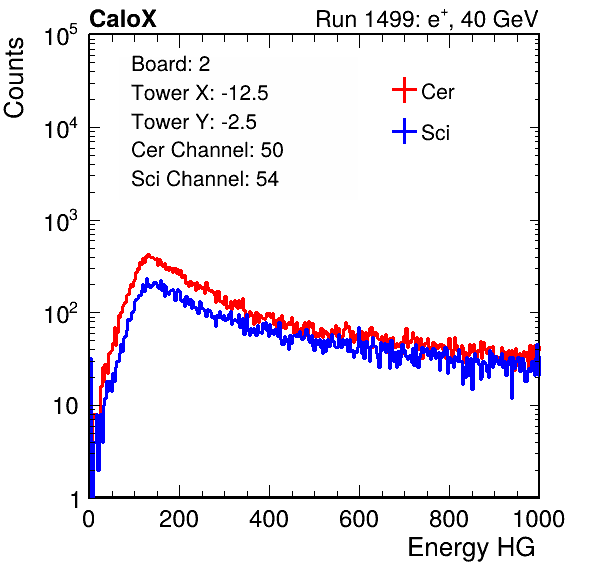 CaloX
Run 1499: e⁺, 40 GeV
Counts
10⁵
10⁴
10³
10²
10
1
Board: 2
Tower X: -12.5
Tower Y: -2.5
Cer Channel: 50
Sci Channel: 54
Cer
Sci
0 200 400 600 800 1000
Energy HG